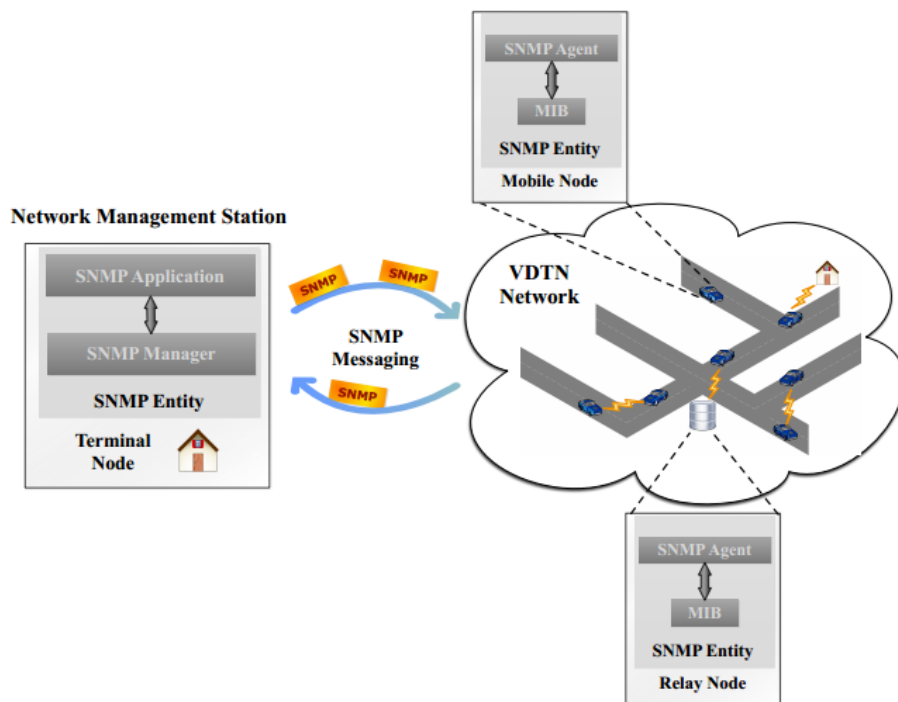 SNMP Agent
MIB
SNMP Entity
Mobile Node
Network Management Station
SNMP Application
SNMP Manager
SNMP Entity
Terminal
Node
SNMP
SNMP
SNMP
Messaging
SNMP
VDTN
Network
SNMP Agent
MIB
SNMP Entity
Relay Node